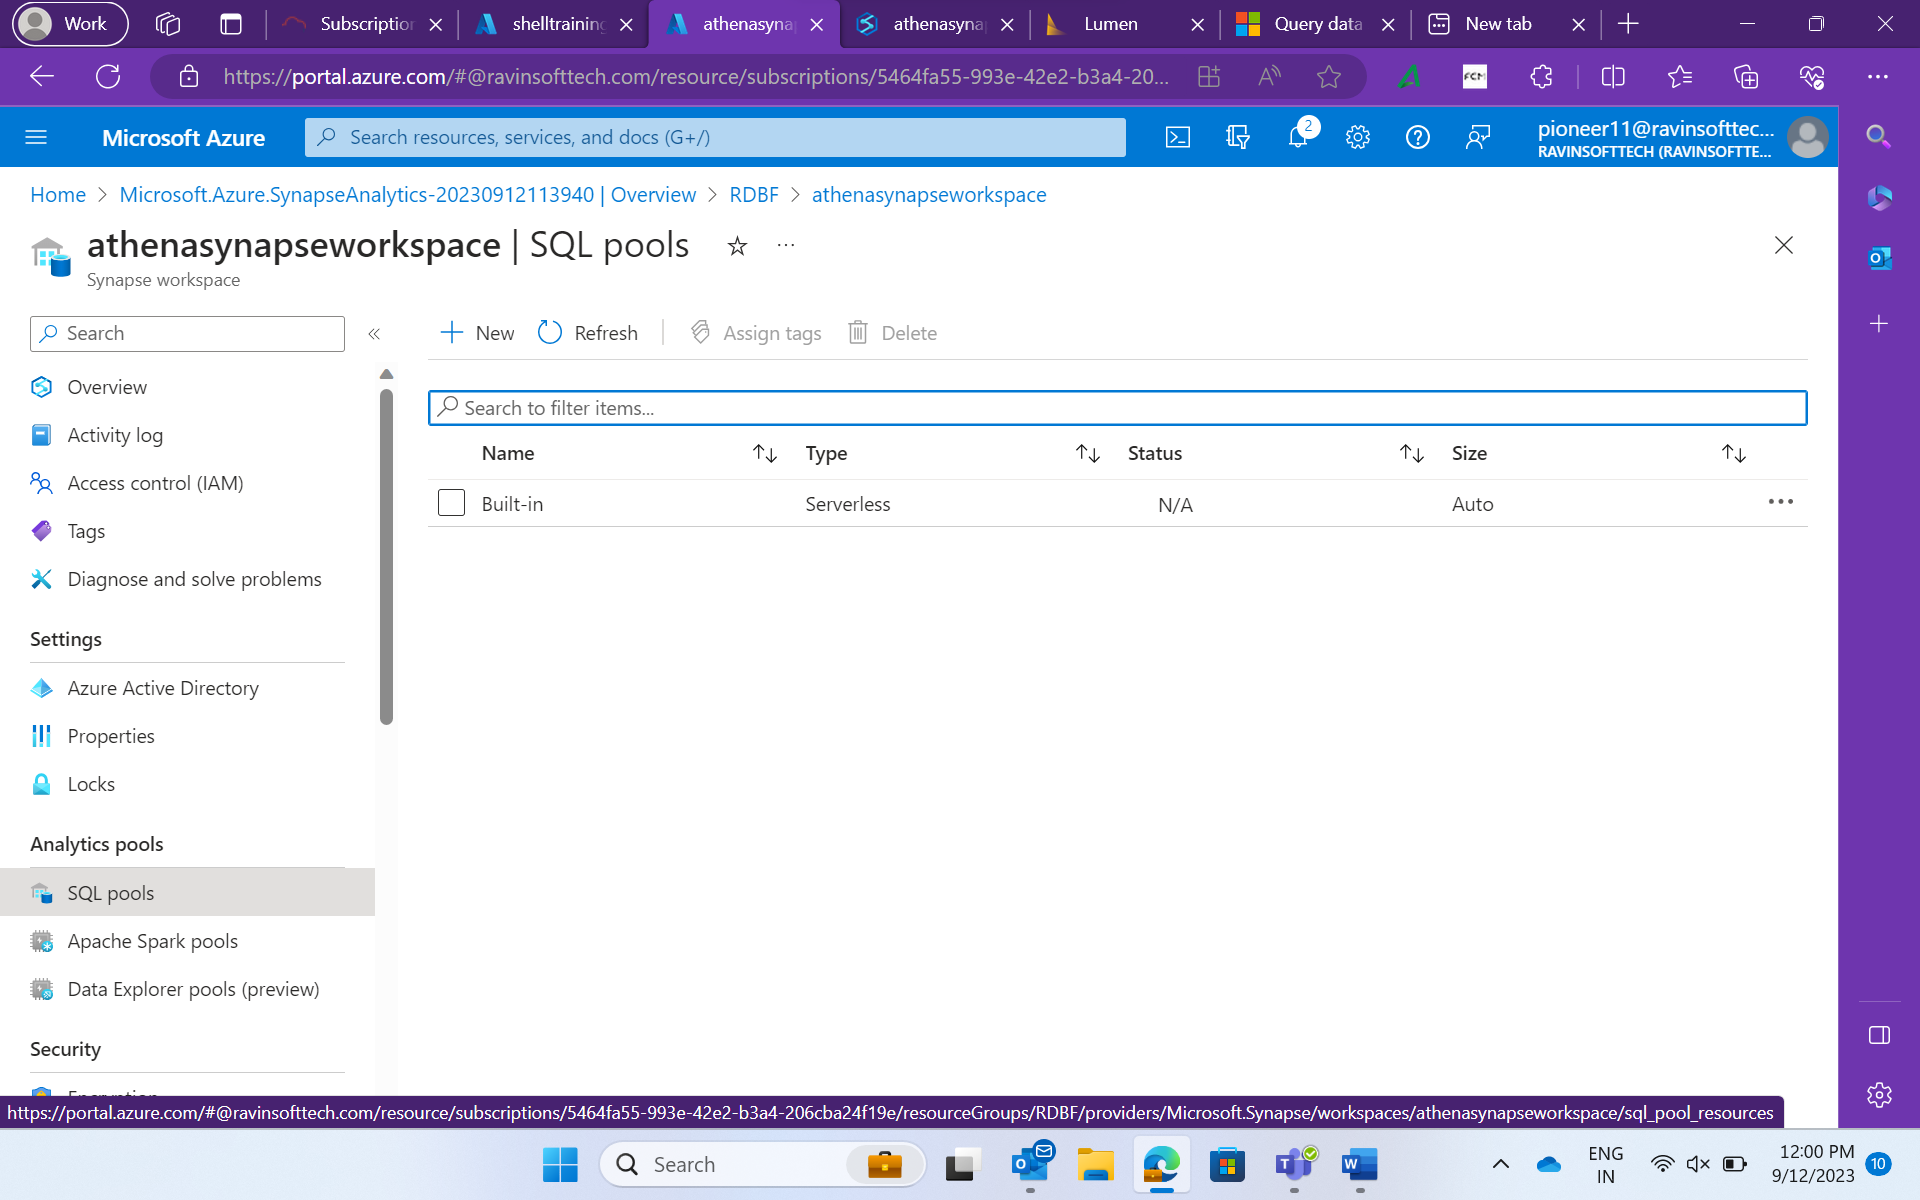 Work
Subscription
shelltraining
athenasynap
athenasynap
Lumen
Query data
New tab
https://portal.azure.com/#@ravinsofttech.com/resource/subscriptions/5464fa55-993e-42e2-b3a4-20...
FCM
Microsoft Azure
Search resources, services, and docs (G+/)
2
pioneer11@ravinsofttec...
RAVINSOFTTECH (RAVINSOFTTE...
Home > Microsoft.Azure.SynapseAnalytics-20230912113940 | Overview > RDBF > athenasynapseworkspace
athenasynapseworkspace | SQL pools
Synapse workspace
Search
New
Refresh
Assign tags
Delete
Overview
Activity log
Access control (IAM)
Tags
Diagnose and solve problems
Settings
Azure Active Directory
Properties
Locks
Analytics pools
SQL pools
Apache Spark pools
Data Explorer pools (preview)
Security
Encryption
Search to filter items...
Name Type Status Size
Built-in Serverless N/A Auto
https://portal.azure.com/#@ravinsofttech.com/resource/subscriptions/5464fa55-993e-42e2-b3a4-206cba24f19e/resourceGroups/RDBF/providers/Microsoft.Synapse/workspaces/athenasynapseworkspace/sql_pool_resources
Search
ENG
IN
12:00 PM
9/12/2023
10